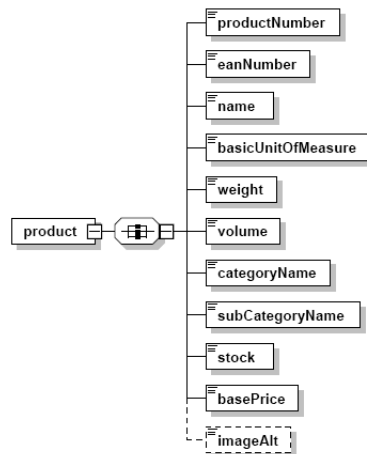 productNumber
eanNumber
name
basicUnitOfMeasure
weight
product
volume
categoryName
subCategoryName
stock
basePrice
imageAlt